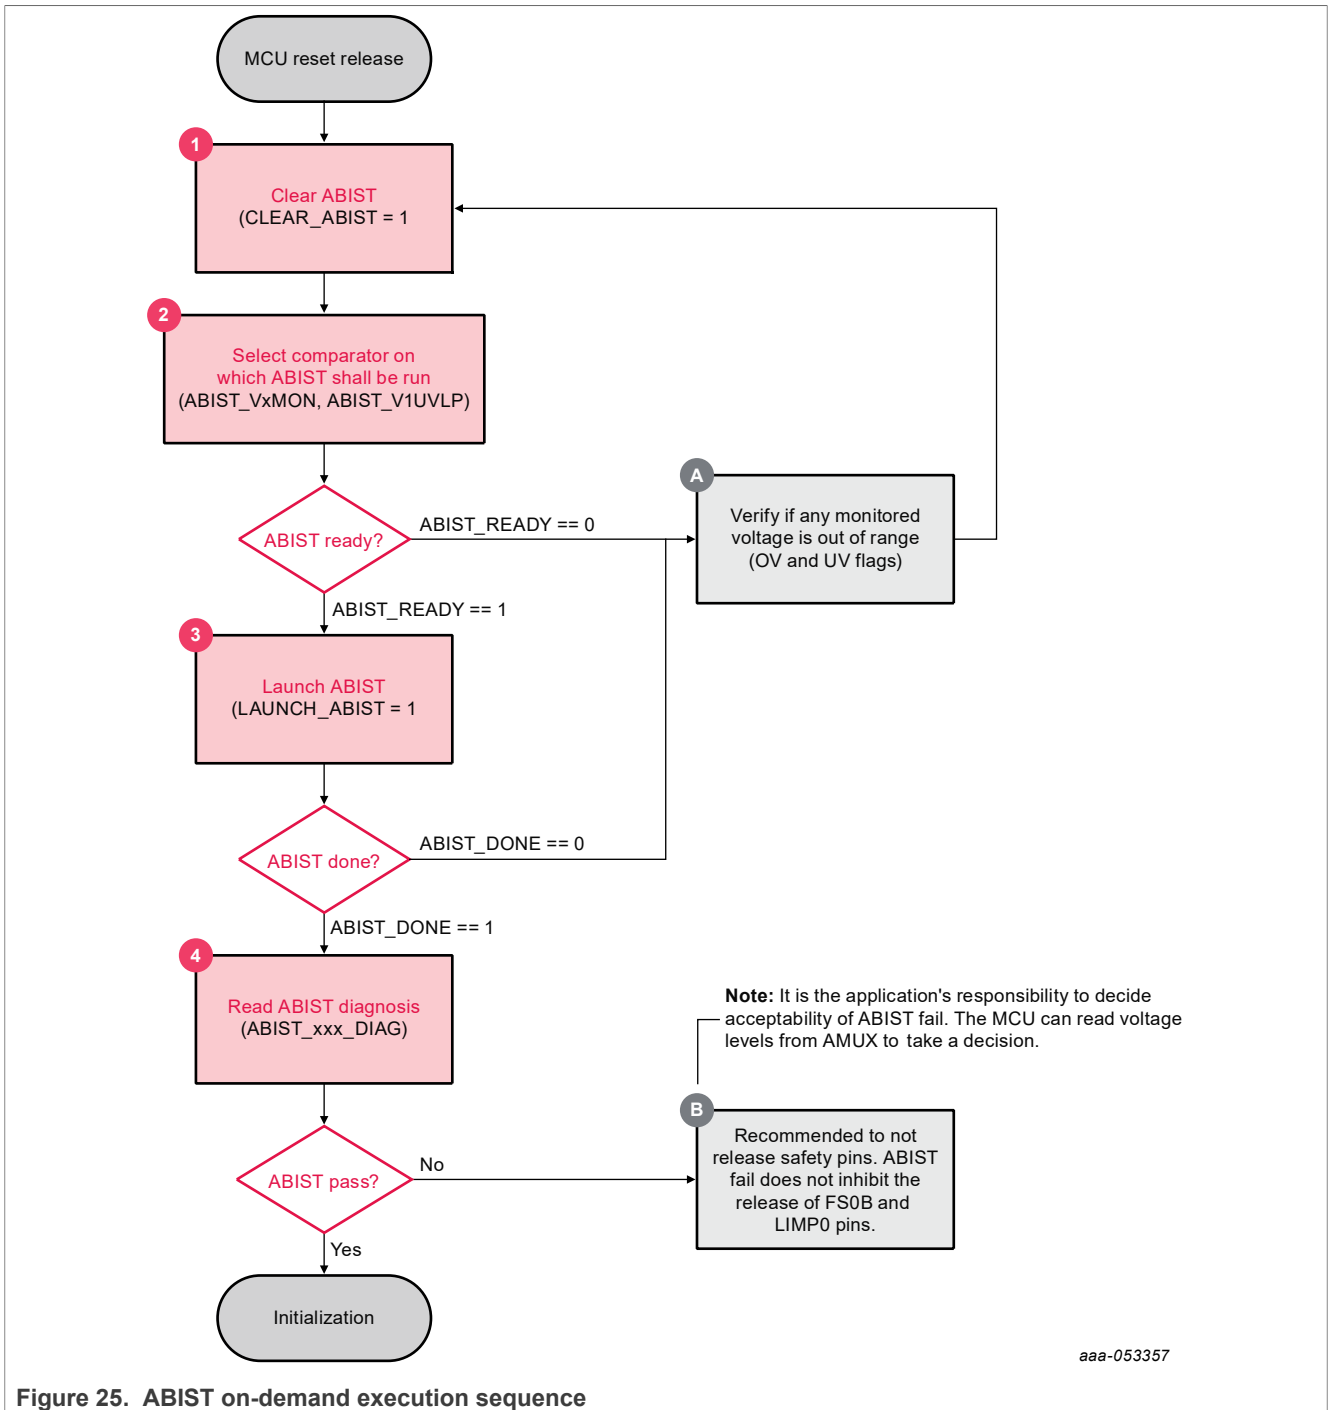 MCU reset release
1
Clear ABIST
(CLEAR_ABIST = 1
2
Select comparator on
which ABIST shall be run
(ABIST_VxMON, ABIST_V1UVLP)
ABIST ready?
ABIST_READY == 0
A
Verify if any monitored
voltage is out of range
(OV and UV flags)
ABIST_READY == 1
3
Launch ABIST
(LAUNCH_ABIST = 1
ABIST done?
ABIST_DONE == 0
ABIST_DONE == 1
4
Read ABIST diagnosis
(ABIST_xxx_DIAG)
Note: It is the application's responsibility to decide
acceptability of ABIST fail. The MCU can read voltage
levels from AMUX to take a decision.
ABIST pass?
No
B
Recommended to not
release safety pins. ABIST
fail does not inhibit the
release of FS0B and
LIMP0 pins.
Yes
Initialization
aaa-053357
Figure 25. ABIST on-demand execution sequence